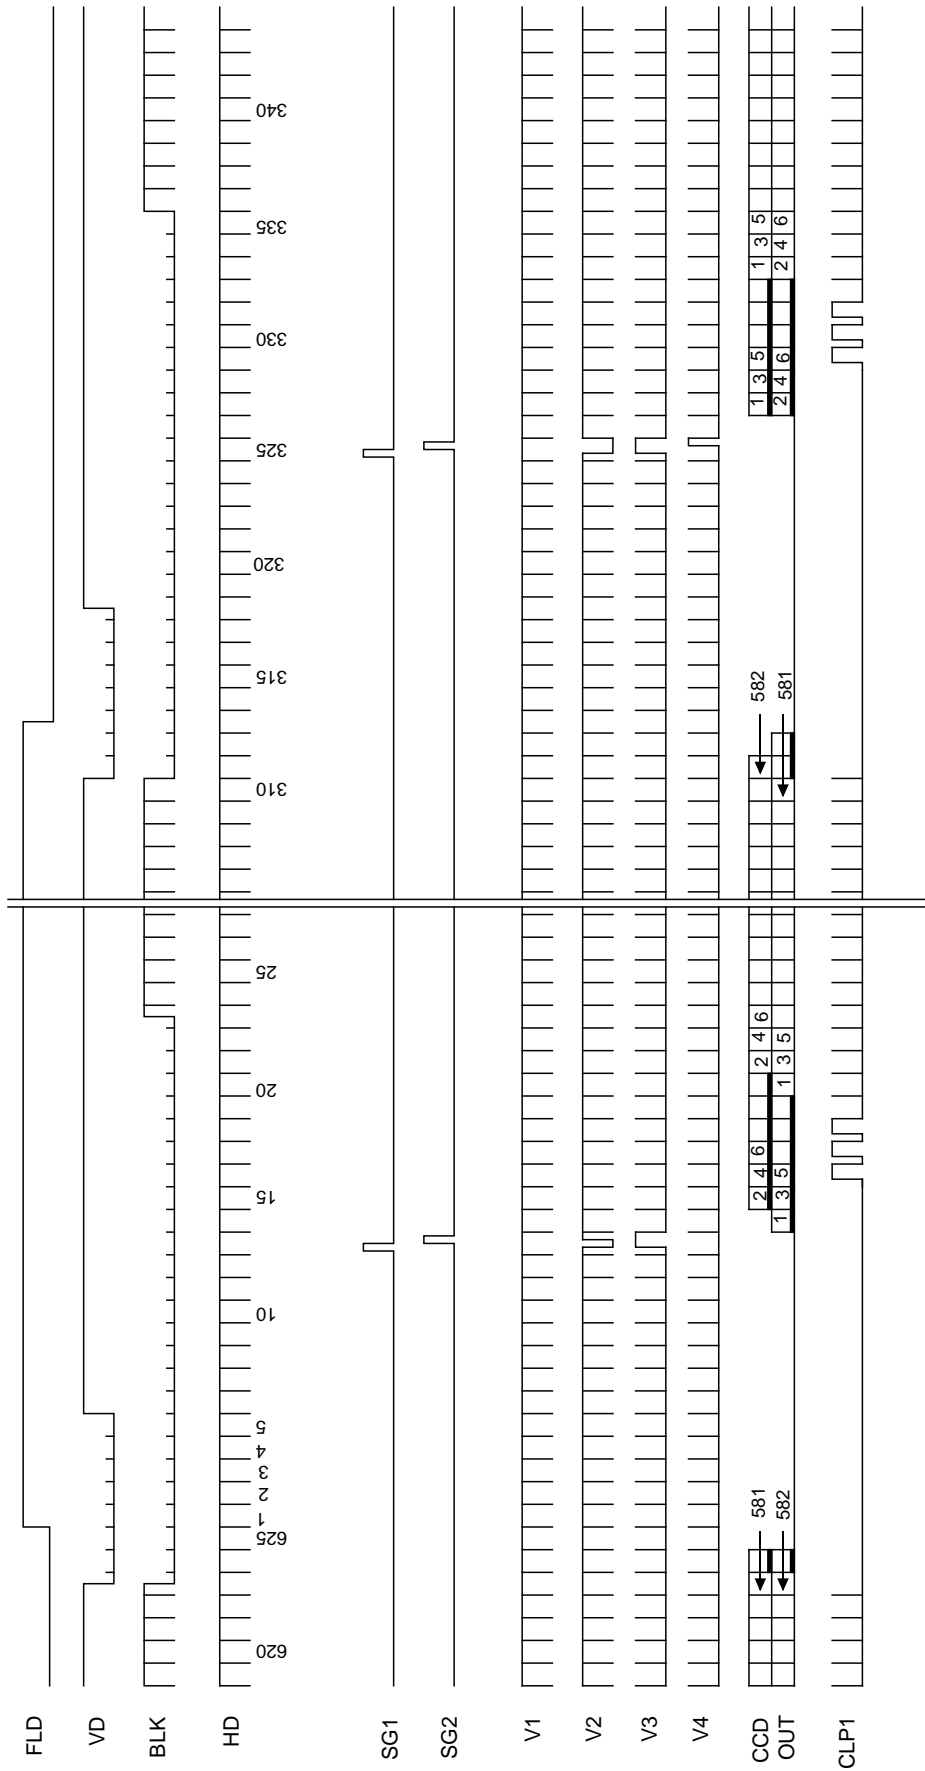 FLD
VD
BLK
HD
620 625 1 2 3 4 5 10 15 20 25 310 315 320 325 330 335 340
SG1
SG2
V1
V2
V3
V4
CCD 581 2 4 6 2 4 6 582 1 3 5 1 3 5
OUT 582 1 3 5 1 3 5 581 2 4 6 2 4 6
CLP1